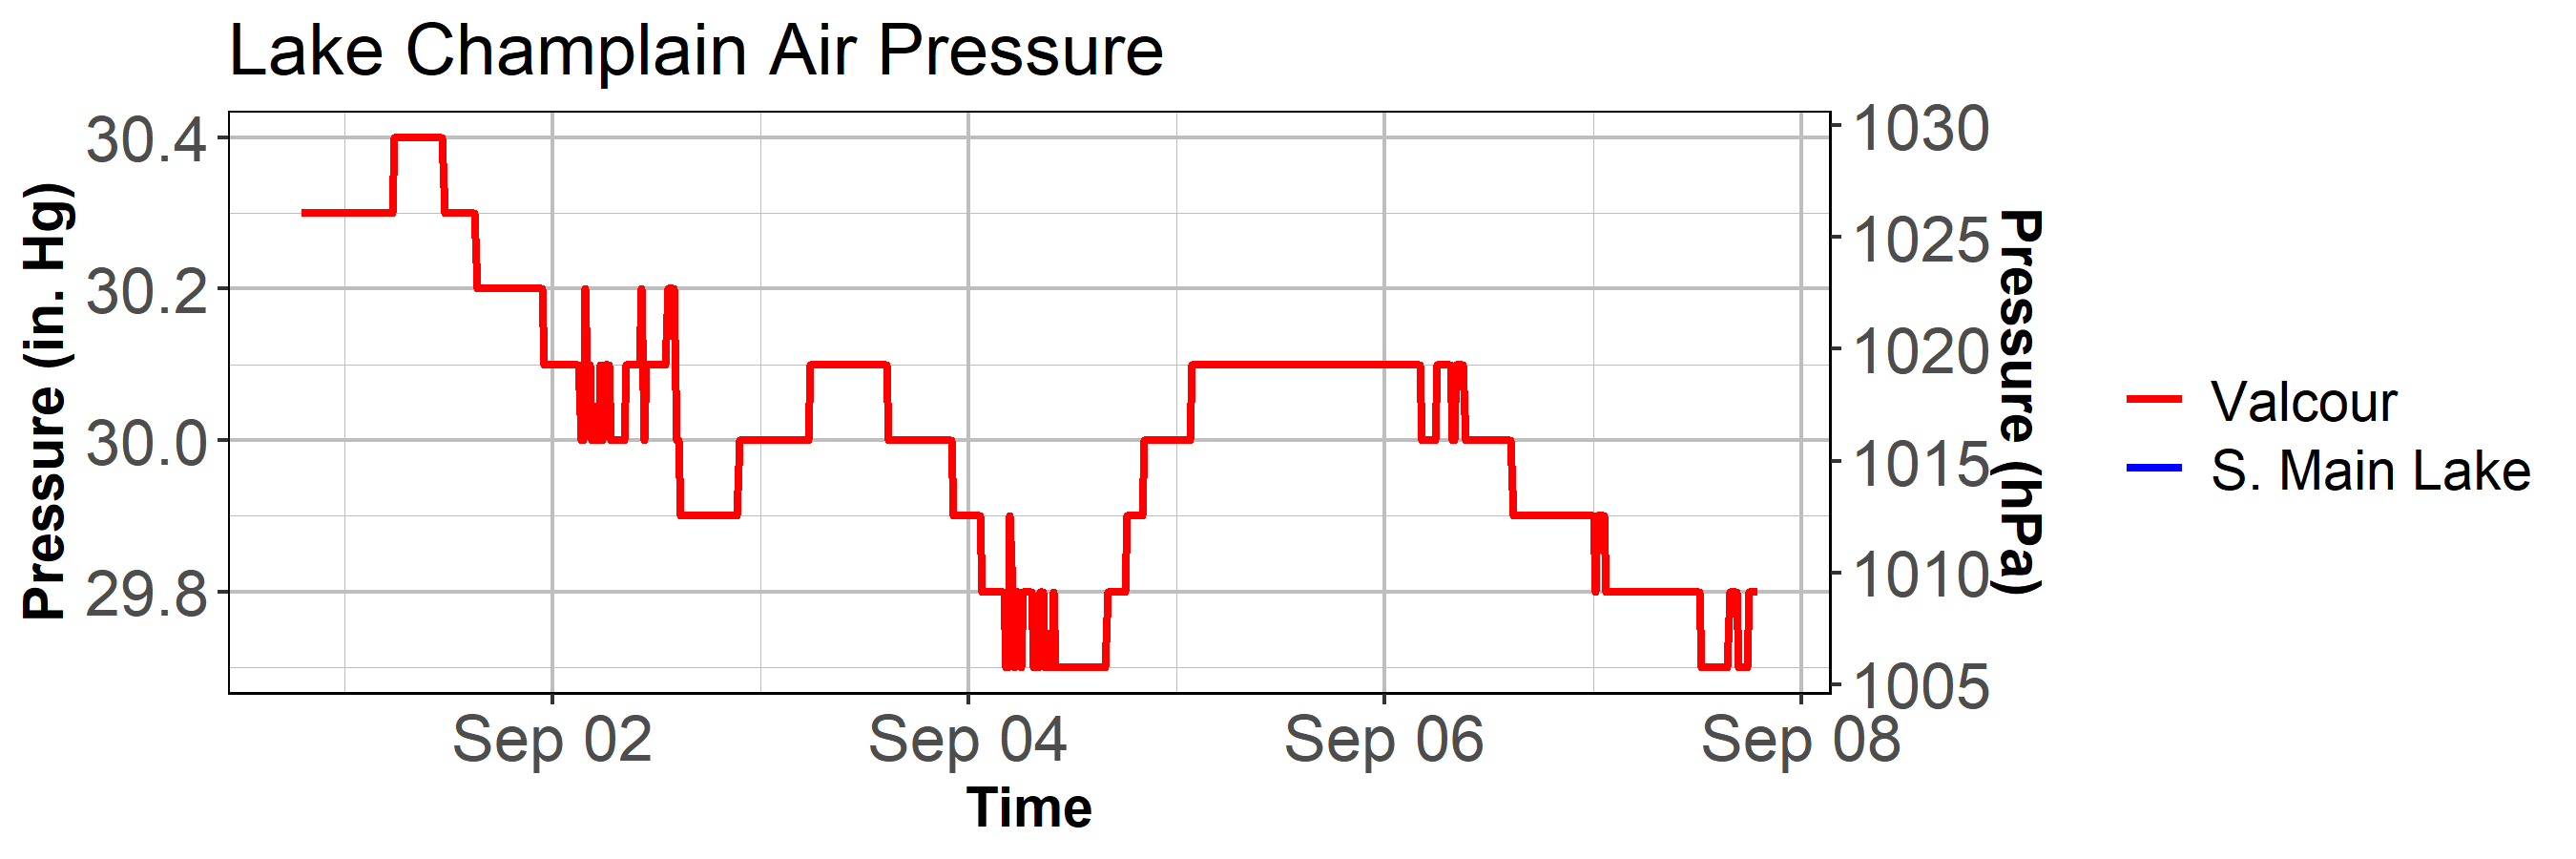 Lake Champlain Air Pressure
Pressure (in. Hg)
30.4
30.2
30.0
29.8
1030
1025
1020
1015
1010
1005
Pressure (hPa)
Sep 02
Sep 04
Sep 06
Sep 08
Time
Valcour
S. Main Lake